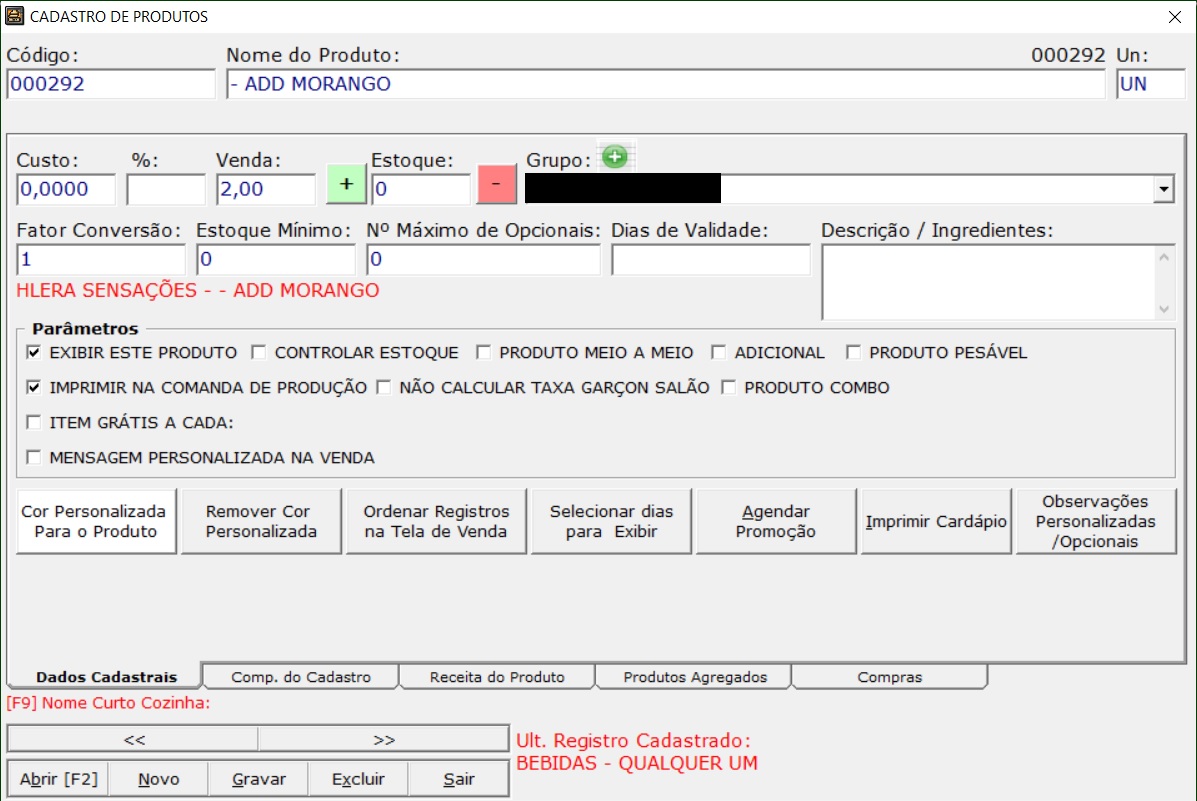 CADASTRO DE PRODUTOS
Código: Nome do Produto: 000292 Un:
000292 - ADD MORANGO UN
Custo: %: Venda: + Estoque: - Grupo:
0,0000 2,00 0
Fator Conversão: Estoque Mínimo: Nº Máximo de Opcionais: Dias de Validade: Descrição / Ingredientes:
1 0 0
HLERA SENSAÇÕES - - ADD MORANGO
Parâmetros
EXIBIR ESTE PRODUTO CONTROLAR ESTOQUE PRODUTO MEIO A MEIO ADICIONAL PRODUTO PESÁVEL
IMPRIMIR NA COMANDA DE PRODUÇÃO NÃO CALCULAR TAXA GARÇON SALÃO PRODUTO COMBO
ITEM GRÁTIS A CADA:
MENSAGEM PERSONALIZADA NA VENDA
Cor Personalizada Para o Produto
Remover Cor Personalizada
Ordenar Registros na Tela de Venda
Selecionar dias para Exibir
Agendar Promoção
Imprimir Cardápio
Observações Personalizadas /Opcionais
Dados Cadastrais Comp. do Cadastro Receita do Produto Produtos Agregados Compras
[F9] Nome Curto Cozinha:
<< >>
Ult. Registro Cadastrado:
BEBIDAS - QUALQUER UM
Abrir [F2] Novo Gravar Excluir Sair